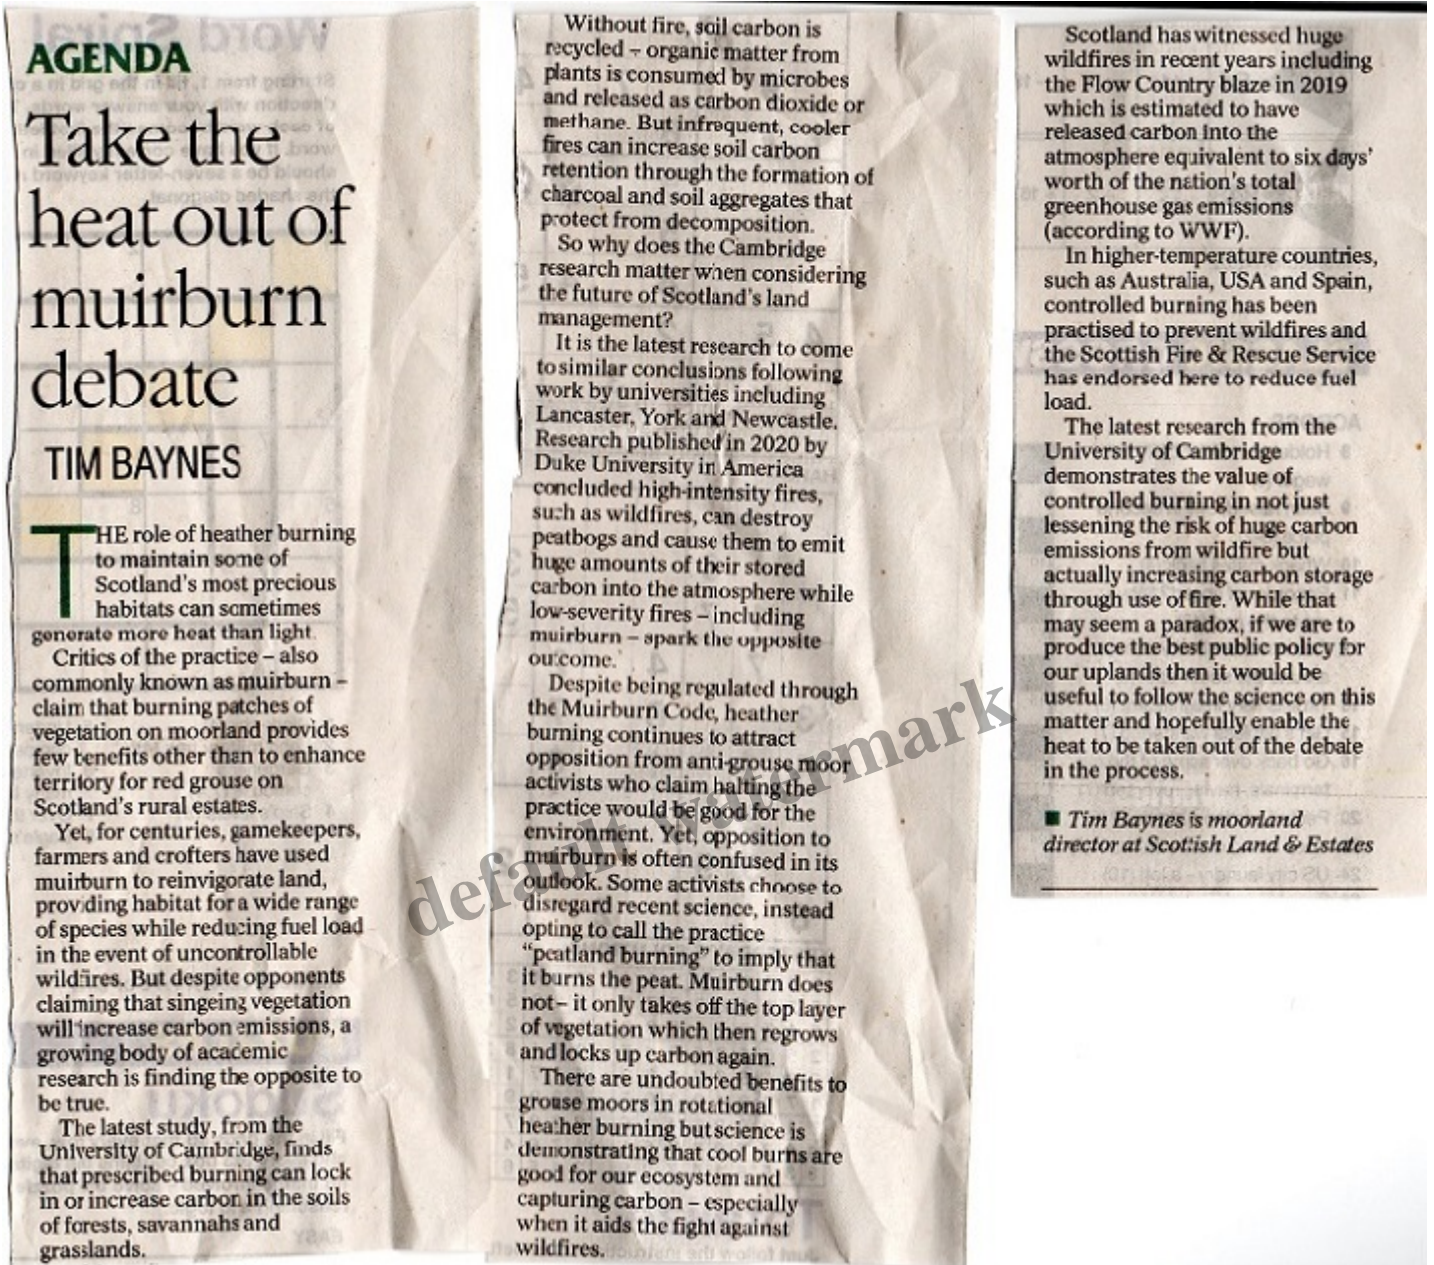 AGENDA
Take the
heat out of
muirburn
debate
TIM BAYNES
THE role of heather burning
to maintain some of
Scotland's most precious
habitats can sometimes
generate more heat than light.
Critics of the practice – also
commonly known as muirburn –
claim that burning patches of
vegetation on moorland provides
few benefits other than to enhance
territory for red grouse on
Scotland's rural estates.
Yet, for centuries, gamekeepers,
farmers and crofters have used
muirburn to reinvigorate land,
providing habitat for a wide range
of species while reducing fuel load
in the event of uncontrollable
wildfires. But despite opponents
claiming that singeing vegetation
will increase carbon emissions, a
growing body of academic
research is finding the opposite to
be true.
The latest study, from the
University of Cambridge, finds
that prescribed burning can lock
in or increase carbon in the soils
of forests, savannahs and
grasslands.
Without fire, soil carbon is
recycled – organic matter from
plants is consumed by microbes
and released as carbon dioxide or
methane. But infrequent, cooler
fires can increase soil carbon
retention through the formation of
charcoal and soil aggregates that
protect from decomposition.
So why does the Cambridge
research matter when considering
the future of Scotland's land
management?
It is the latest research to come
to similar conclusions following
work by universities including
Lancaster, York and Newcastle.
Research published in 2020 by
Duke University in America
concluded high-intensity fires,
such as wildfires, can destroy
peatbogs and cause them to emit
huge amounts of their stored
carbon into the atmosphere while
low-severity fires – including
muirburn – spark the opposite
outcome.
Despite being regulated through
the Muirburn Code, heather
burning continues to attract
opposition from anti-grouse moor
activists who claim halting the
practice would be good for the
environment. Yet, opposition to
muirburn is often confused in its
outlook. Some activists choose to
disregard recent science, instead
opting to call the practice
"peatland burning" to imply that
it burns the peat. Muirburn does
not – it only takes off the top layer
of vegetation which then regrows
and locks up carbon again.
There are undoubted benefits to
grouse moors in rotational
heather burning but science is
demonstrating that cool burns are
good for our ecosystem and
capturing carbon – especially
when it aids the fight against
wildfires.
Scotland has witnessed huge
wildfires in recent years including
the Flow Country blaze in 2019
which is estimated to have
released carbon into the
atmosphere equivalent to six days'
worth of the nation's total
greenhouse gas emissions
(according to WWF).
In higher-temperature countries,
such as Australia, USA and Spain,
controlled burning has been
practised to prevent wildfires and
the Scottish Fire & Rescue Service
has endorsed here to reduce fuel
load.
The latest research from the
University of Cambridge
demonstrates the value of
controlled burning in not just
lessening the risk of huge carbon
emissions from wildfire but
actually increasing carbon storage
through use of fire. While that
may seem a paradox, if we are to
produce the best public policy for
our uplands then it would be
useful to follow the science on this
matter and hopefully enable the
heat to be taken out of the debate
in the process.
■ Tim Baynes is moorland
director at Scottish Land & Estates
default watermark